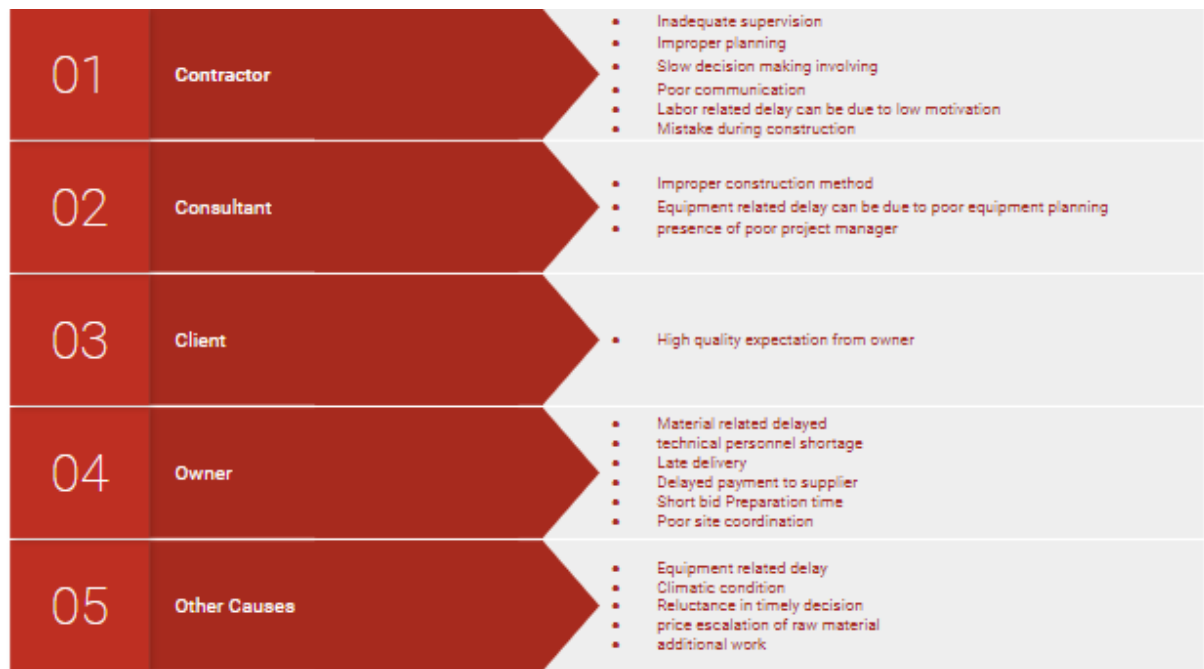 01
Contractor
• Inadequate supervision
• Improper planning
• Slow decision making involving
• Poor communication
• Labor related delay can be due to low motivation
• Mistake during construction
02
Consultant
• Improper construction method
• Equipment related delay can be due to poor equipment planning
• presence of poor project manager
03
Client
• High quality expectation from owner
04
Owner
• Material related delayed
• technical personnel shortage
• Late delivery
• Delayed payment to supplier
• Short bid Preparation time
• Poor site coordination
05
Other Causes
• Equipment related delay
• Climatic condition
• Reluctance in timely decision
• price escalation of raw material
• additional work